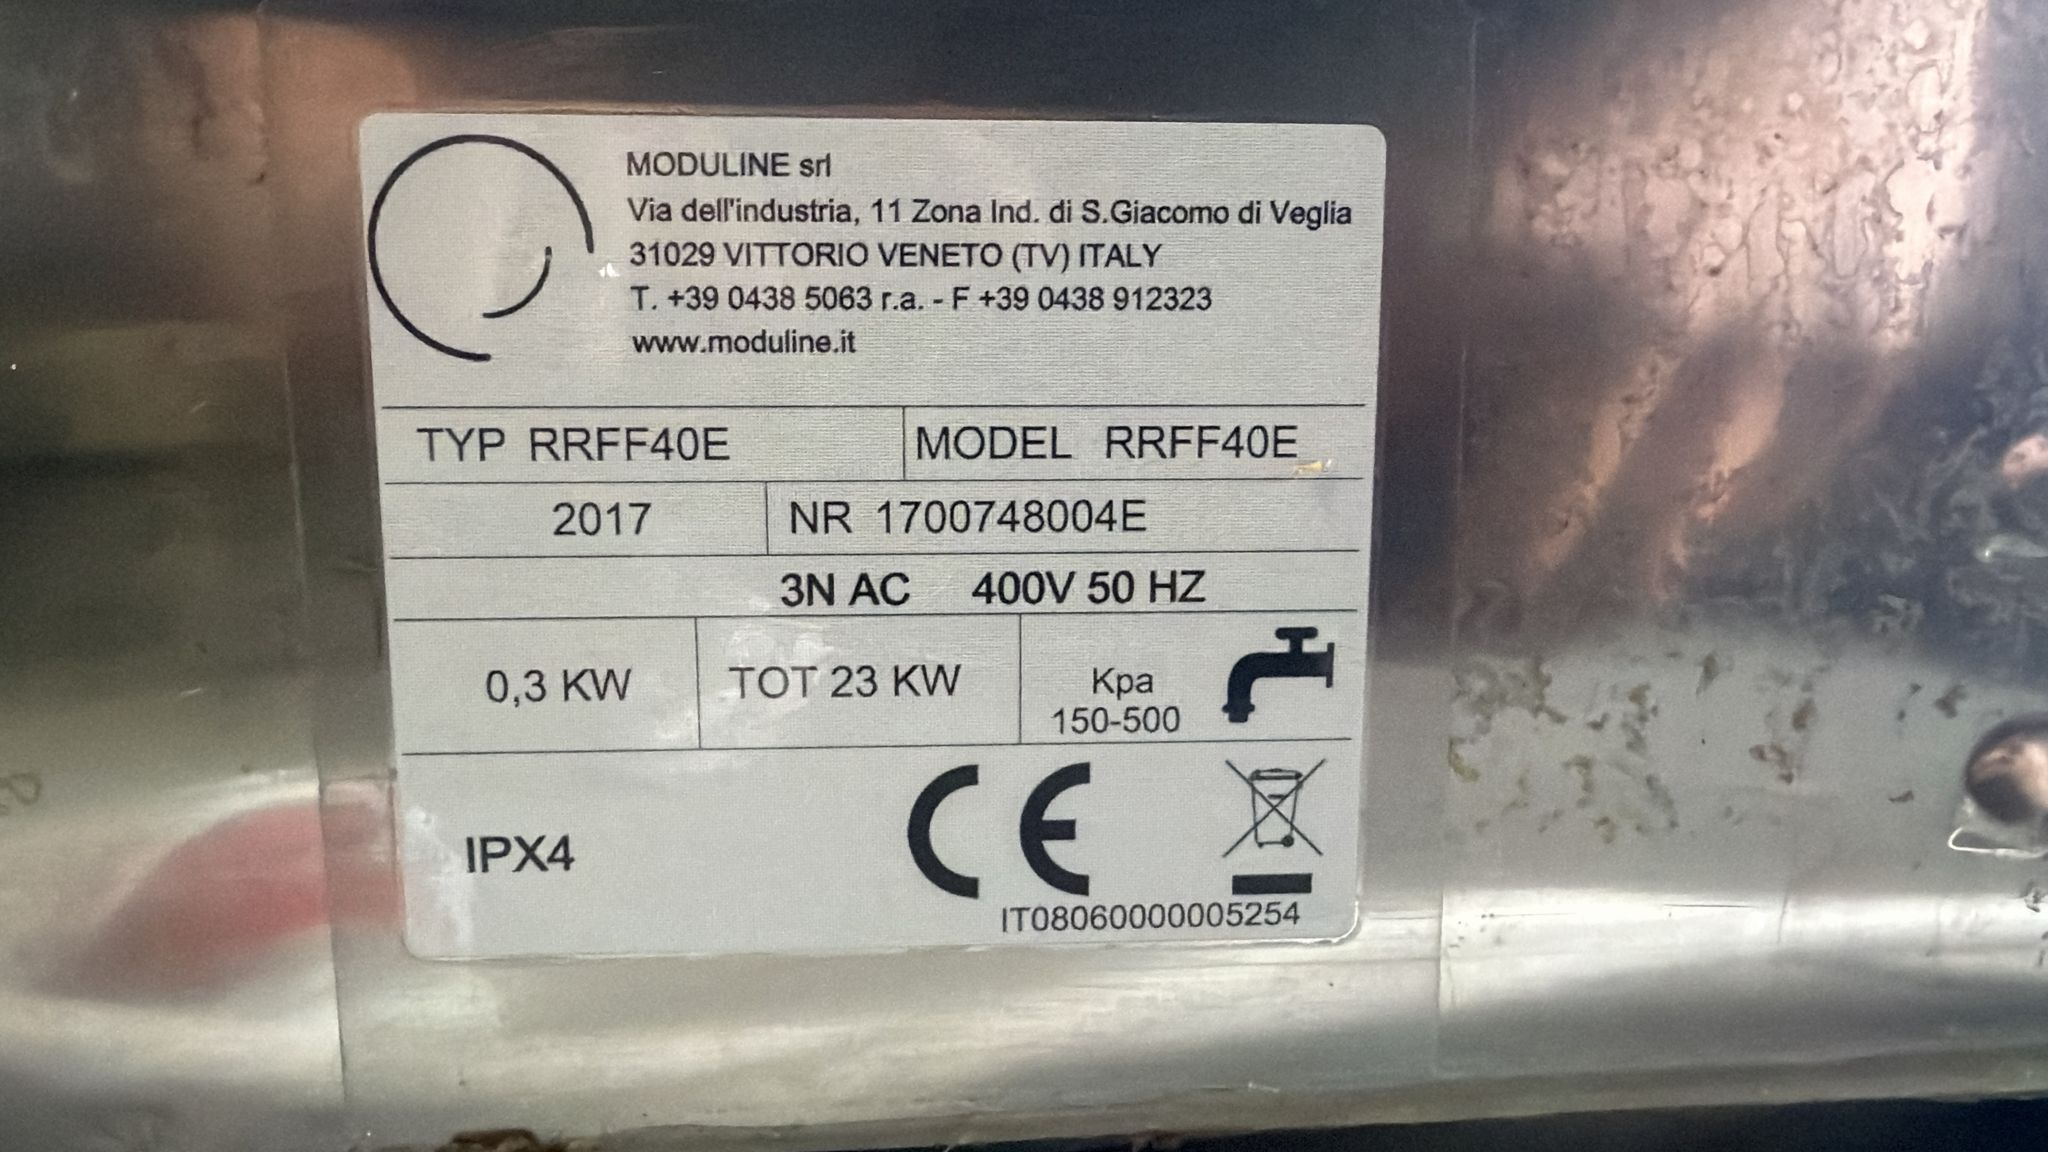 MODULINE srl
Via dell'industria, 11 Zona Ind. di S.Giacomo di Veglia
31029 VITTORIO VENETO (TV) ITALY
T. +39 0438 5063 r.a. - F +39 0438 912323
www.moduline.it
TYP RRFF40E MODEL RRFF40E
2017 NR 1700748004E
3N AC 400V 50 HZ
0,3 KW TOT 23 KW Kpa
150-500
IPX4 CE
IT08060000005254